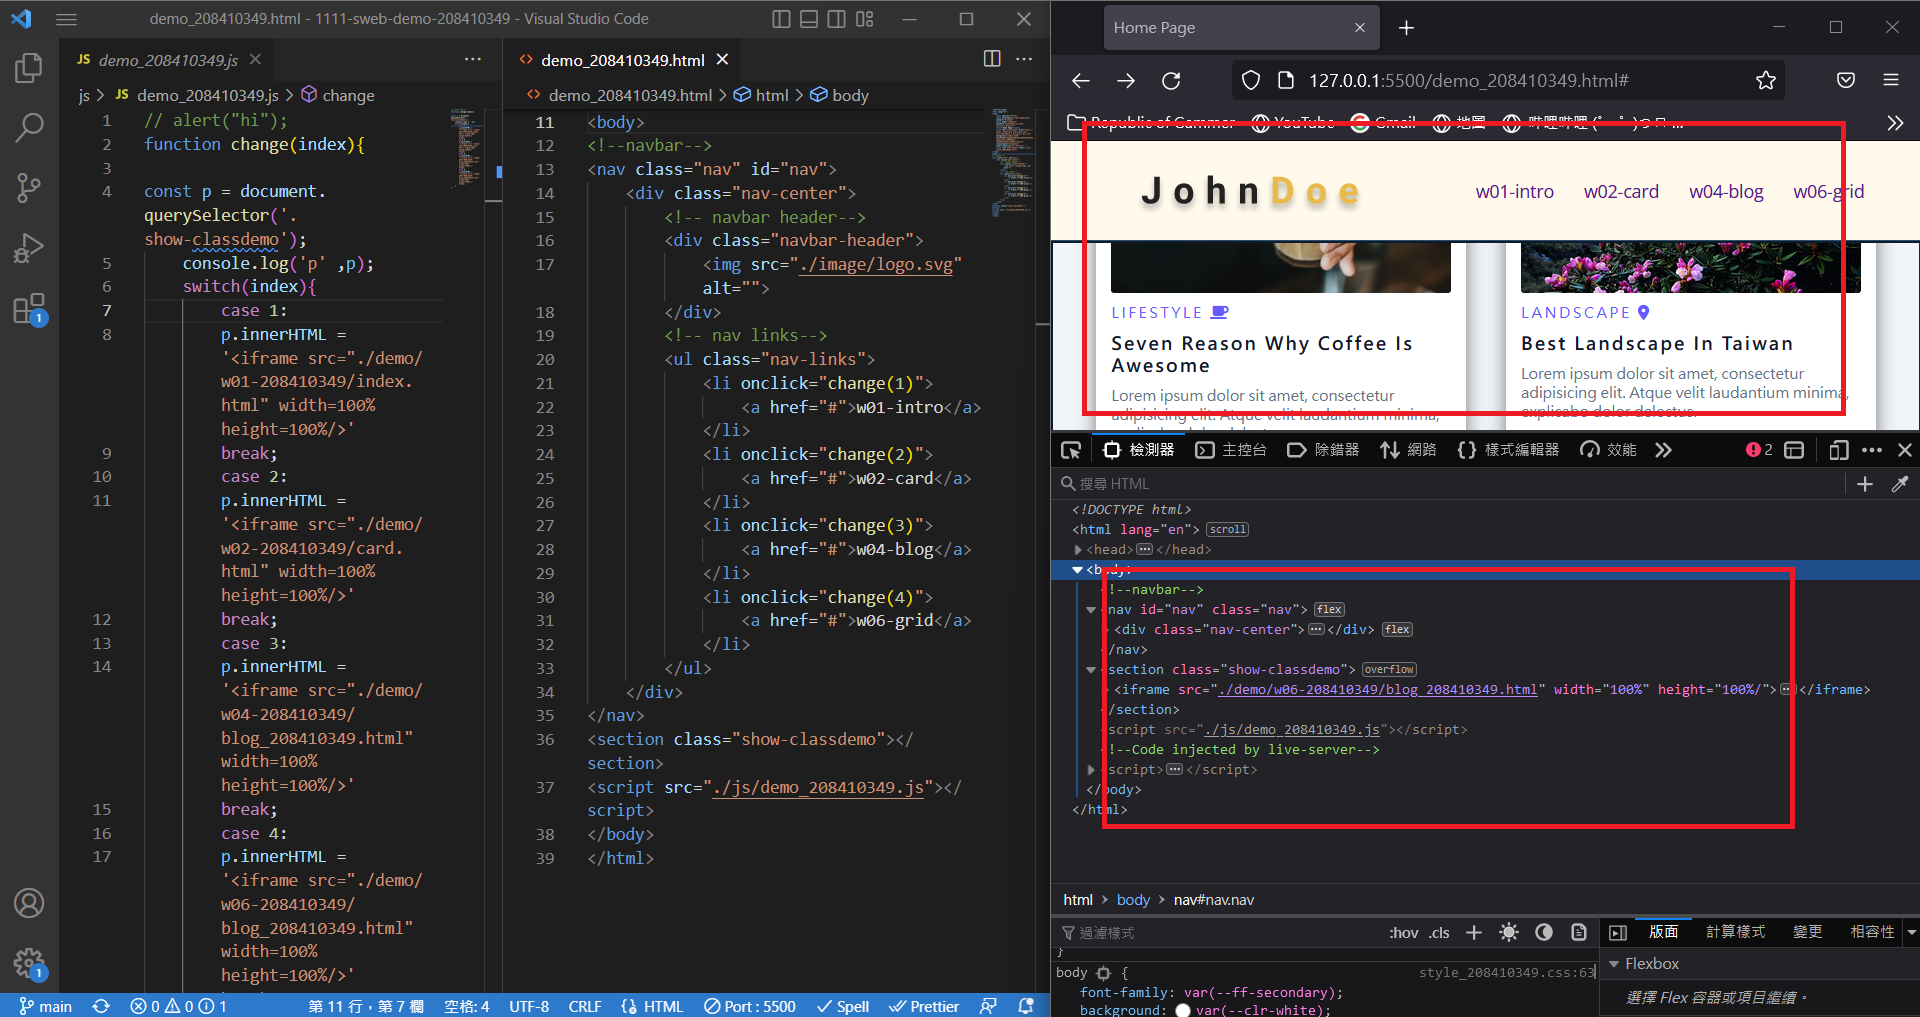 demo_208410349.html - 1111-sweb-demo-208410349 - Visual Studio Code
JS demo_208410349.js
js > JS demo_208410349.js > change
1 // alert("hi");
2 function change(index){
3
4 const p = document.
querySelector('.
show-classdemo');
5 console.log('p' ,p);
6 switch(index){
7 case 1:
8 p.innerHTML =
'<iframe src="./demo/
w01-208410349/index.
html" width=100%
height=100%/>'
9 break;
10 case 2:
11 p.innerHTML =
'<iframe src="./demo/
w02-208410349/card.
html" width=100%
height=100%/>'
12 break;
13 case 3:
14 p.innerHTML =
'<iframe src="./demo/
w04-208410349/
blog_208410349.html"
width=100%
height=100%/>'
15 break;
16 case 4:
17 p.innerHTML =
'<iframe src="./demo/
w06-208410349/
blog_208410349.html"
width=100%
height=100%/>'
demo_208410349.html
demo_208410349.html > html > body
11 <body>
12 <!--navbar-->
13 <nav class="nav" id="nav">
14 <div class="nav-center">
15 <!-- navbar header-->
16 <div class="navbar-header">
17 <img src="./image/logo.svg"
alt="">
18 </div>
19 <!-- nav links-->
20 <ul class="nav-links">
21 <li onclick="change(1)">
22 <a href="#">w01-intro</a>
23 </li>
24 <li onclick="change(2)">
25 <a href="#">w02-card</a>
26 </li>
27 <li onclick="change(3)">
28 <a href="#">w04-blog</a>
29 </li>
30 <li onclick="change(4)">
31 <a href="#">w06-grid</a>
32 </li>
33 </ul>
34 </div>
35 </nav>
36 <section class="show-classdemo"></
section>
37 <script src="./js/demo_208410349.js"></
script>
38 </body>
39 </html>
1
1
main 0 0 1 第 11 行，第 7 欄 空格: 4 UTF-8 CRLF HTML Port : 5500 Spell Prettier
Home Page
127.0.0.1:5500/demo_208410349.html#
Republic of Gammer YouTube Gmail 地圖
JohnDoe
w01-intro w02-card w04-blog w06-grid
LIFESTYLE
Seven Reason Why Coffee Is
Awesome
Lorem ipsum dolor sit amet, consectetur
adipisicing elit. Atque velit laudantium minima,
LANDSCAPE
Best Landscape In Taiwan
Lorem ipsum dolor sit amet, consectetur
adipisicing elit. Atque velit laudantium minima,
explicabo dolor delectus.
檢測器 主控台 除錯器 網路 樣式編輯器 效能 2
搜尋 HTML
<!DOCTYPE html>
<html lang="en"> scroll
<head></head>
<body>
!--navbar-->
nav id="nav" class="nav"> flex
<div class="nav-center"></div> flex
/nav>
section class="show-classdemo"> overflow
<iframe src="./demo/w06-208410349/blog_208410349.html" width="100%" height="100%/"></iframe>
/section>
script src="./js/demo_208410349.js"></script>
!--Code injected by live-server-->
script></script>
</body>
</html>
html > body > nav#nav.nav
過濾樣式 :hov .cls
}
body {
style_208410349.css:63
font-family: var(--ff-secondary);
background: var(--clr-white);
版面 計算樣式 變更 相容性
Flexbox
選擇 Flex 容器或項目繼續。